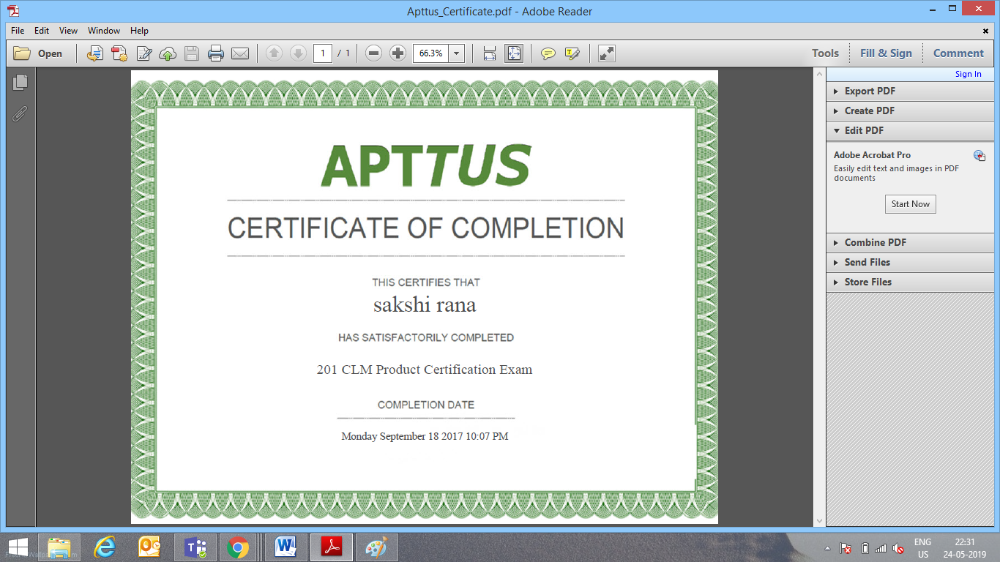 Apttus_Certificate.pdf - Adobe Reader
File Edit View Window Help
Open 1 / 1 66.3% Tools Fill & Sign Comment
Sign In
Export PDF
Create PDF
Edit PDF
Adobe Acrobat Pro
Easily edit text and images in PDF
documents
Start Now
Combine PDF
Send Files
Store Files
APTTUS
CERTIFICATE OF COMPLETION
THIS CERTIFIES THAT
sakshi rana
HAS SATISFACTORILY COMPLETED
201 CLM Product Certification Exam
COMPLETION DATE
Monday September 18 2017 10:07 PM
ENG 22:31
US 24-05-2019